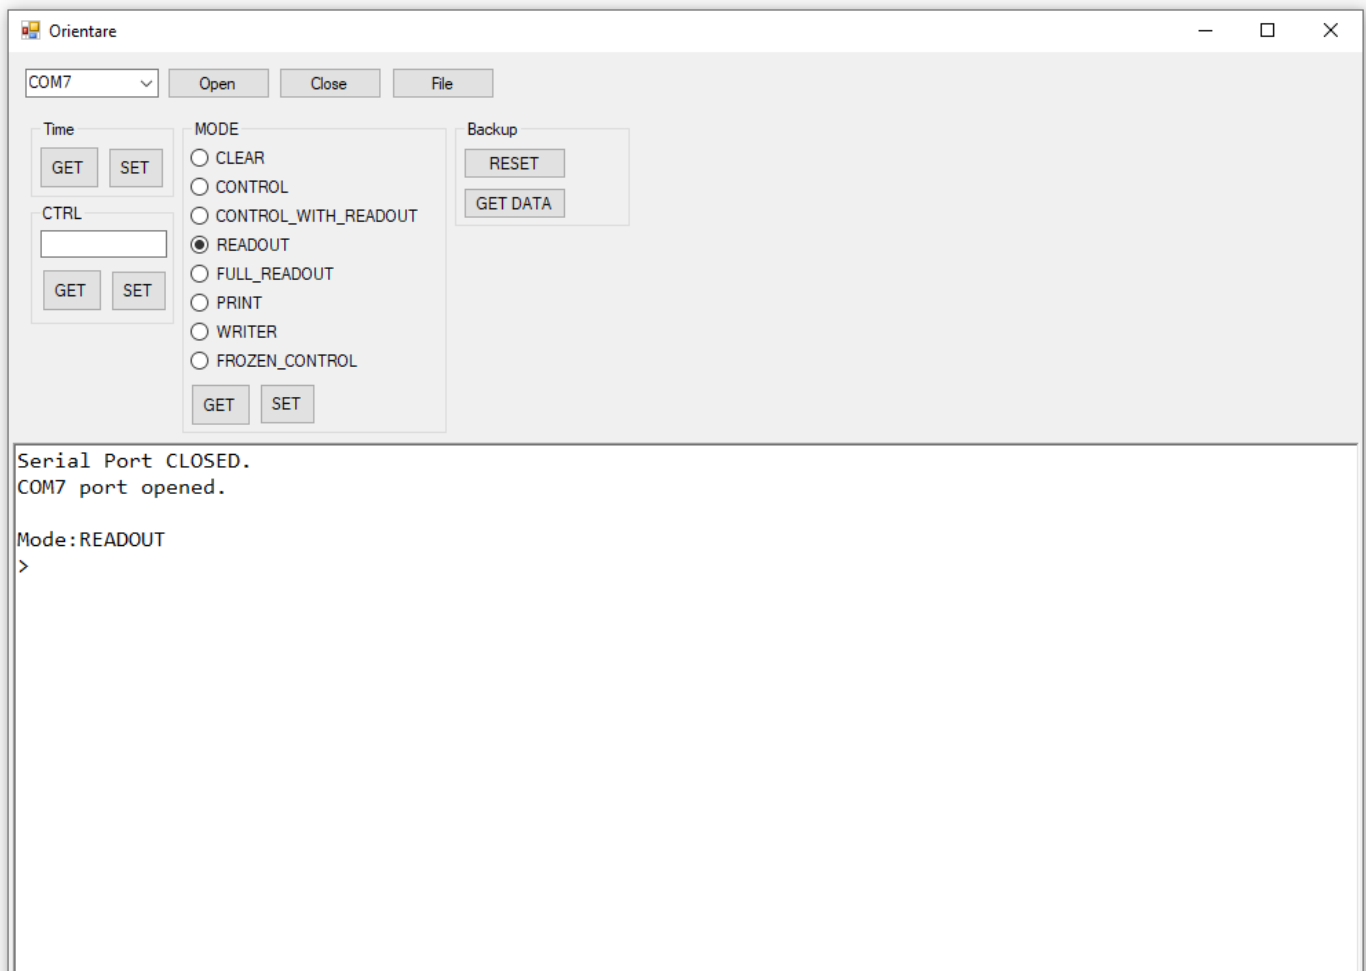 Orientare
COM7 Open Close File
Time
GET SET
CTRL
GET SET
MODE
CLEAR
CONTROL
CONTROL_WITH_READOUT
READOUT
FULL_READOUT
PRINT
WRITER
FROZEN_CONTROL
GET SET
Backup
RESET
GET DATA
Serial Port CLOSED.
COM7 port opened.
Mode:READOUT
>